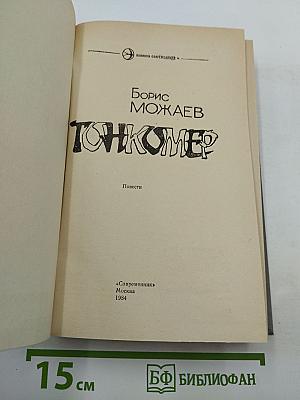 Борис
МОЖАЕВ
ТОНКОМЕР
Повести
«Современник»
Москва
1984
15 см
БФ БИБЛИОФАН